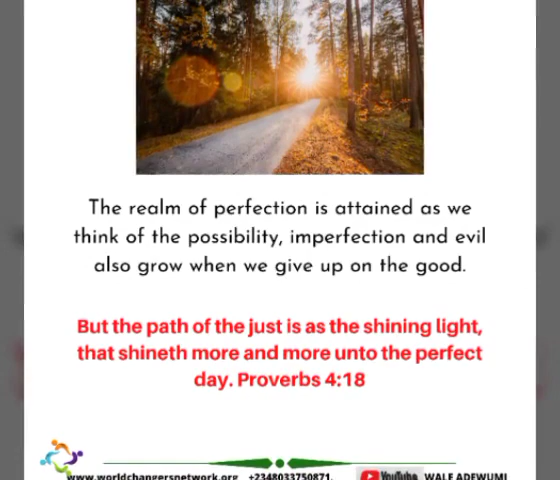 The realm of perfection is attained as we
think of the possibility, imperfection and evil
also grow when we give up on the good.
But the path of the just is as the shining light,
that shineth more and more unto the perfect
day. Proverbs 4:18
www.worldchangersnetwork.org +2348033750871, YouTube WALE ADEWUMI